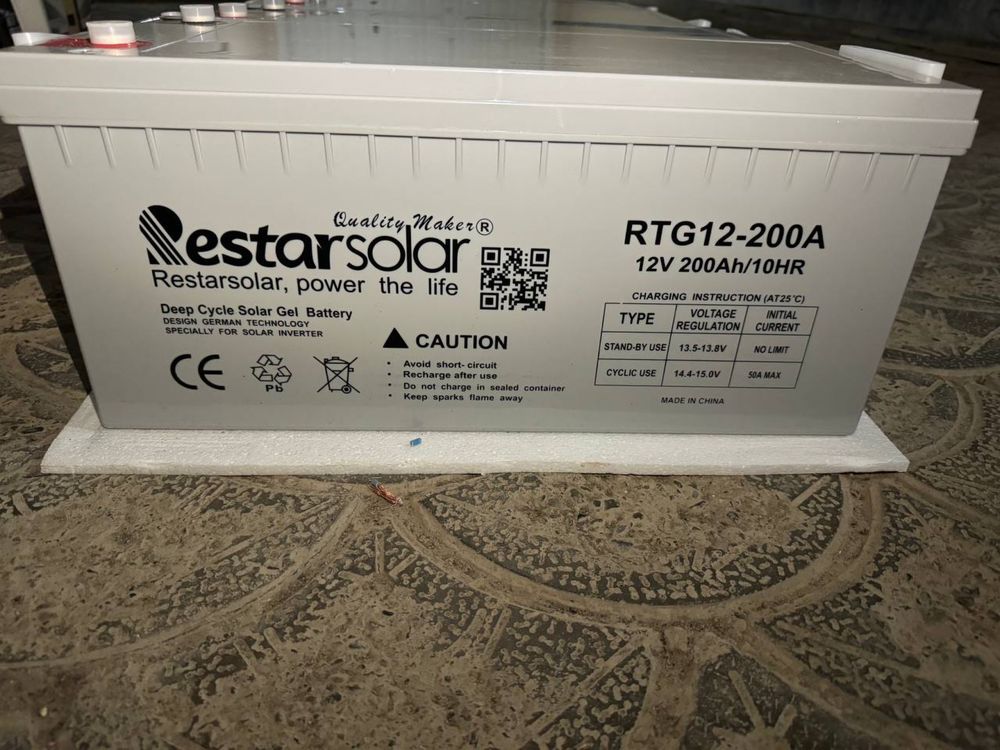 Quality Maker®
Restarsolar
Restarsolar, power the life
Deep Cycle Solar Gel Battery
DESIGN GERMAN TECHNOLOGY
SPECIALLY FOR SOLAR INVERTER
CE
Pb
CAUTION
• Avoid short- circuit
• Recharge after use
• Do not charge in sealed container
• Keep sparks flame away
RTG12-200A
12V 200Ah/10HR
CHARGING INSTRUCTION (AT25℃)
TYPE VOLTAGE REGULATION INITIAL CURRENT
STAND-BY USE 13.5-13.8V NO LIMIT
CYCLIC USE 14.4-15.0V 50A MAX
MADE IN CHINA